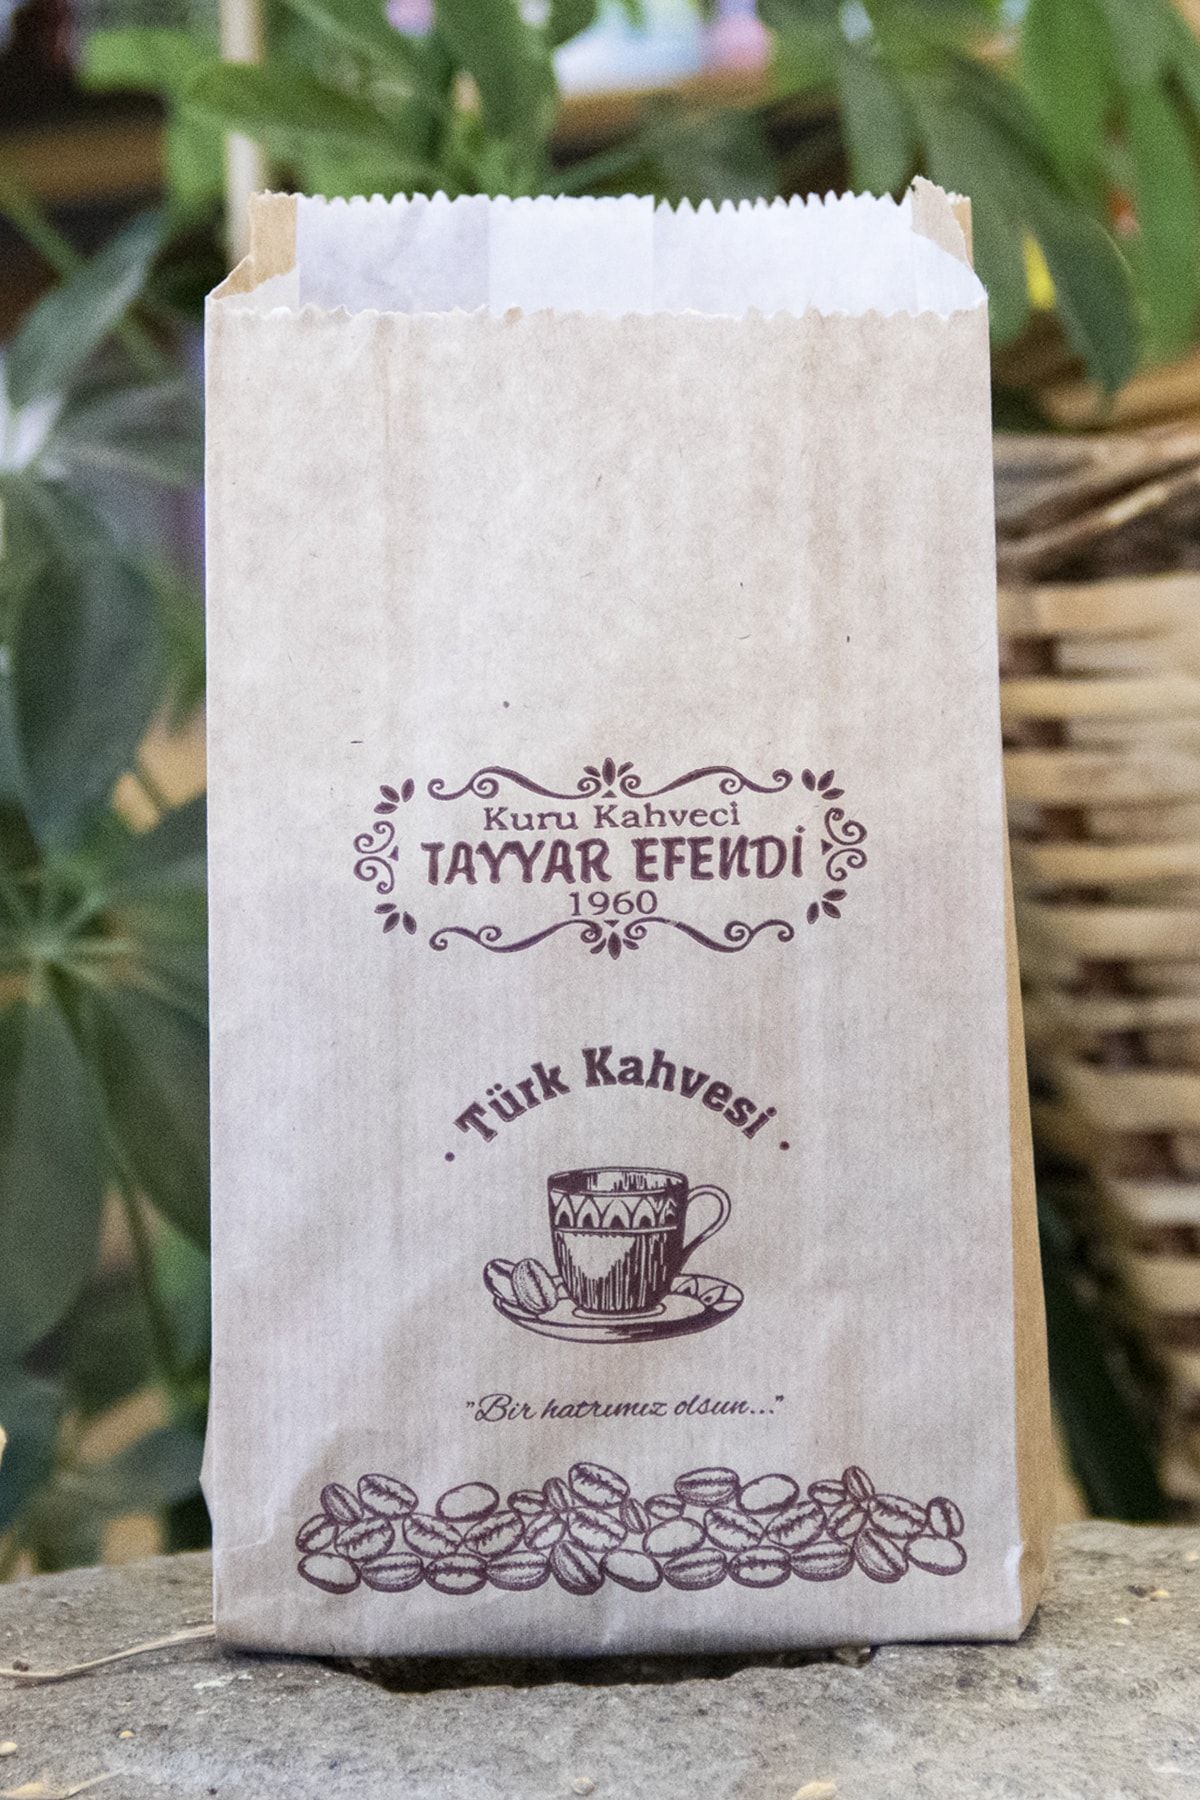 Kuru Kahveci
TAYYAR EFENDİ
1960
• Türk Kahvesi •
"Bir hatrımız olsun..."